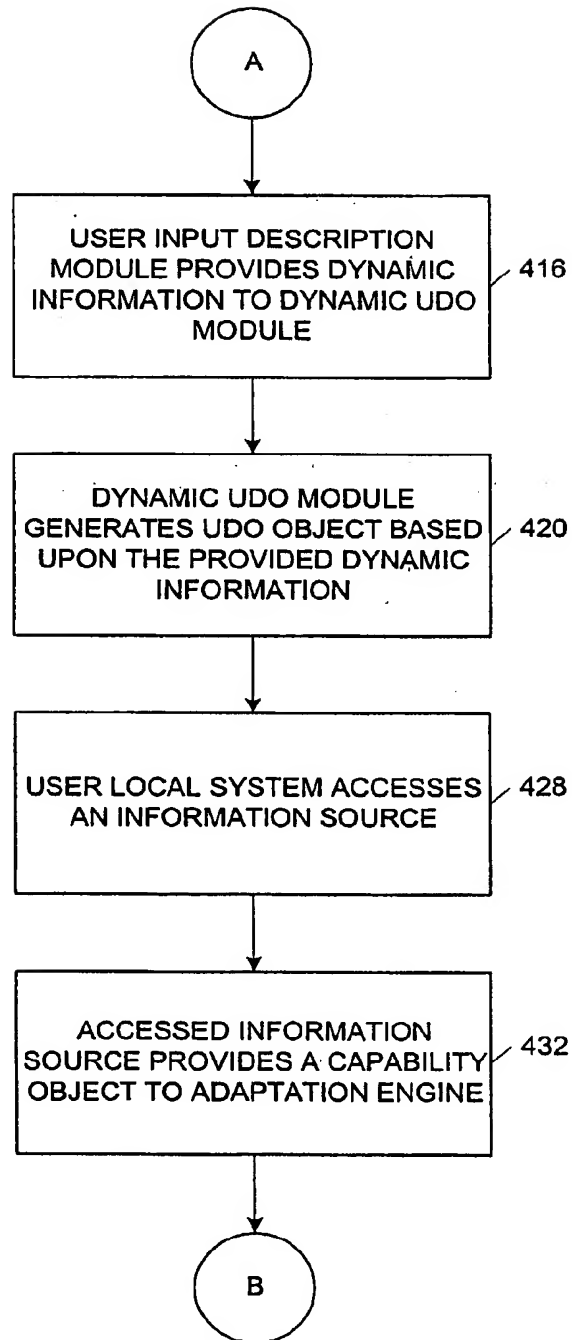 A
USER INPUT DESCRIPTION
MODULE PROVIDES DYNAMIC
INFORMATION TO DYNAMIC UDO
MODULE
416
DYNAMIC UDO MODULE
GENERATES UDO OBJECT BASED
UPON THE PROVIDED DYNAMIC
INFORMATION
420
USER LOCAL SYSTEM ACCESSES
AN INFORMATION SOURCE
428
ACCESSED INFORMATION
SOURCE PROVIDES A CAPABILITY
OBJECT TO ADAPTATION ENGINE
432
B